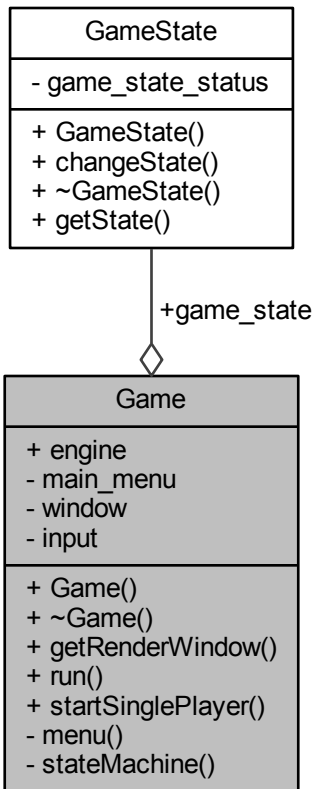 GameState
- game_state_status
+ GameState()
+ changeState()
+ ~GameState()
+ getState()
+game_state
Game
+ engine
- main_menu
- window
- input
+ Game()
+ ~Game()
+ getRenderWindow()
+ run()
+ startSinglePlayer()
- menu()
- stateMachine()